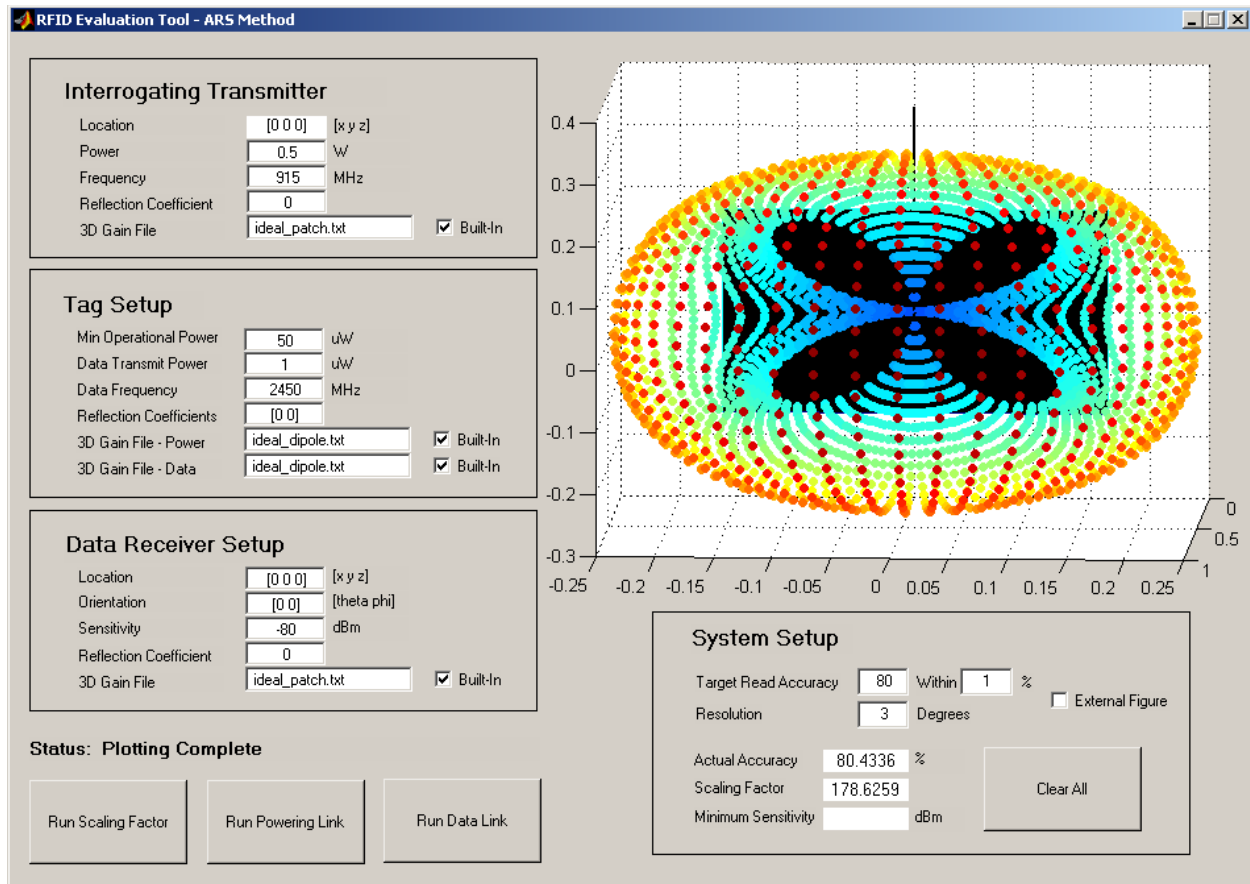 RFID Evaluation Tool - ARS Method
Interrogating Transmitter
Location [0 0 0] [x y z]
Power 0.5 W
Frequency 915 MHz
Reflection Coefficient 0
3D Gain File ideal_patch.txt Built-In
Tag Setup
Min Operational Power 50 uW
Data Transmit Power 1 uW
Data Frequency 2450 MHz
Reflection Coefficients [0 0]
3D Gain File - Power ideal_dipole.txt Built-In
3D Gain File - Data ideal_dipole.txt Built-In
Data Receiver Setup
Location [0 0 0] [x y z]
Orientation [0 0] [theta phi]
Sensitivity -80 dBm
Reflection Coefficient 0
3D Gain File ideal_patch.txt Built-In
Status: Plotting Complete
Run Scaling Factor Run Powering Link Run Data Link
0.4
0.3
0.2
0.1
0
-0.1
-0.2
-0.3
-0.25 -0.2 -0.15 -0.1 -0.05 0 0.05 0.1 0.15 0.2 0.25
0
0.5
1
System Setup
Target Read Accuracy 80 Within 1 %
External Figure
Resolution 3 Degrees
Actual Accuracy 80.4336 %
Scaling Factor 178.6259
Minimum Sensitivity dBm
Clear All